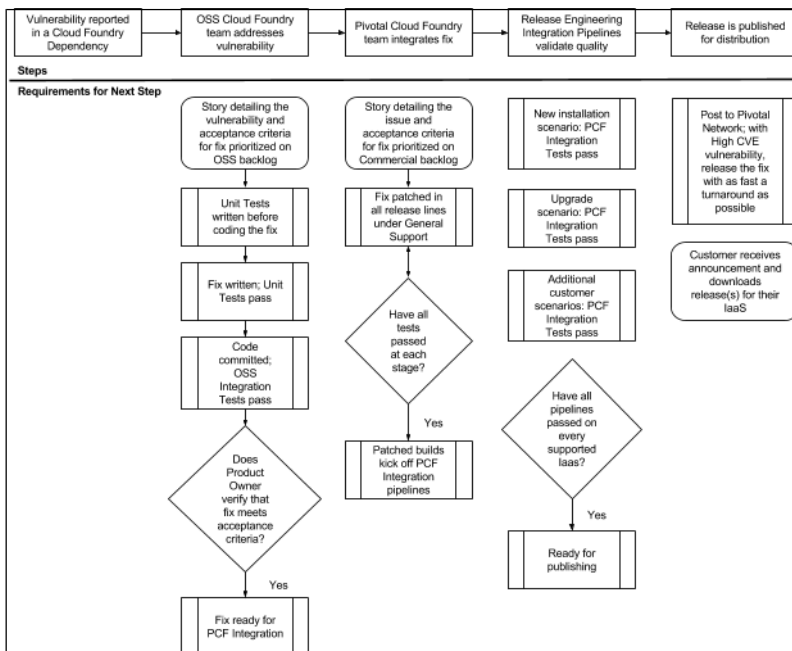 Vulnerability reported
in a Cloud Foundry
Dependency
OSS Cloud Foundry
team addresses
vulnerability
Pivotal Cloud Foundry
team integrates fix
Release Engineering
Integration Pipelines
validate quality
Release is published
for distribution
Steps
Requirements for Next Step
Story detailing the
vulnerability and
acceptance criteria
for fix prioritized on
OSS backlog
Unit Tests
written before
coding the fix
Fix written; Unit
Tests pass
Code
committed;
OSS
Integration
Tests pass
Does
Product
Owner
verify that
fix meets
acceptance
criteria?
Yes
Fix ready for
PCF Integration
Story detailing the
issue and
acceptance criteria
for fix prioritized on
Commercial backlog
Fix patched in
all release lines
under General
Support
Have all
tests
passed
at each
stage?
Yes
Patched builds
kick off PCF
Integration
pipelines
New installation
scenario: PCF
Integration
Tests pass
Upgrade
scenario: PCF
Integration
Tests pass
Additional
customer
scenarios: PCF
Integration
Tests pass
Have all
pipelines
passed on
every
supported
Iaas?
Yes
Ready for
publishing
Post to Pivotal
Network; with
High CVE
vulnerability,
release the fix
with as fast a
turnaround as
possible
Customer receives
announcement and
downloads
release(s) for their
IaaS